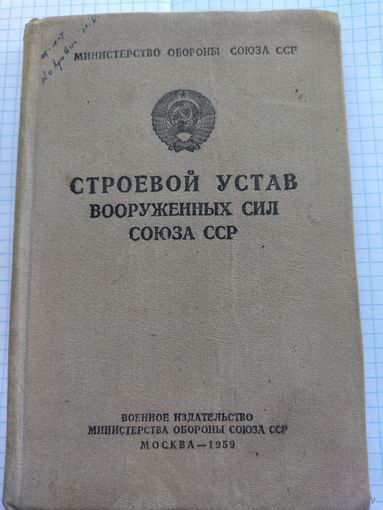 МИНИСТЕРСТВО ОБОРОНЫ СОЮЗА ССР
СТРОЕВОЙ УСТАВ
ВООРУЖЕННЫХ СИЛ
СОЮЗА ССР
ВОЕННОЕ ИЗДАТЕЛЬСТВО
МИНИСТЕРСТВА ОБОРОНЫ СОЮЗА ССР
МОСКВА—1959